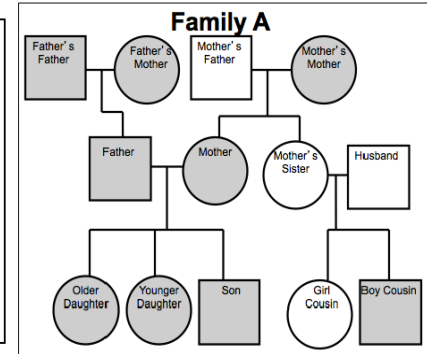 Family A
Father's
Father
Father's
Mother
Mother's
Father
Mother's
Mother
Father
Mother
Mother's
Sister
Husband
Older
Daughter
Younger
Daughter
Son
Girl
Cousin
Boy Cousin